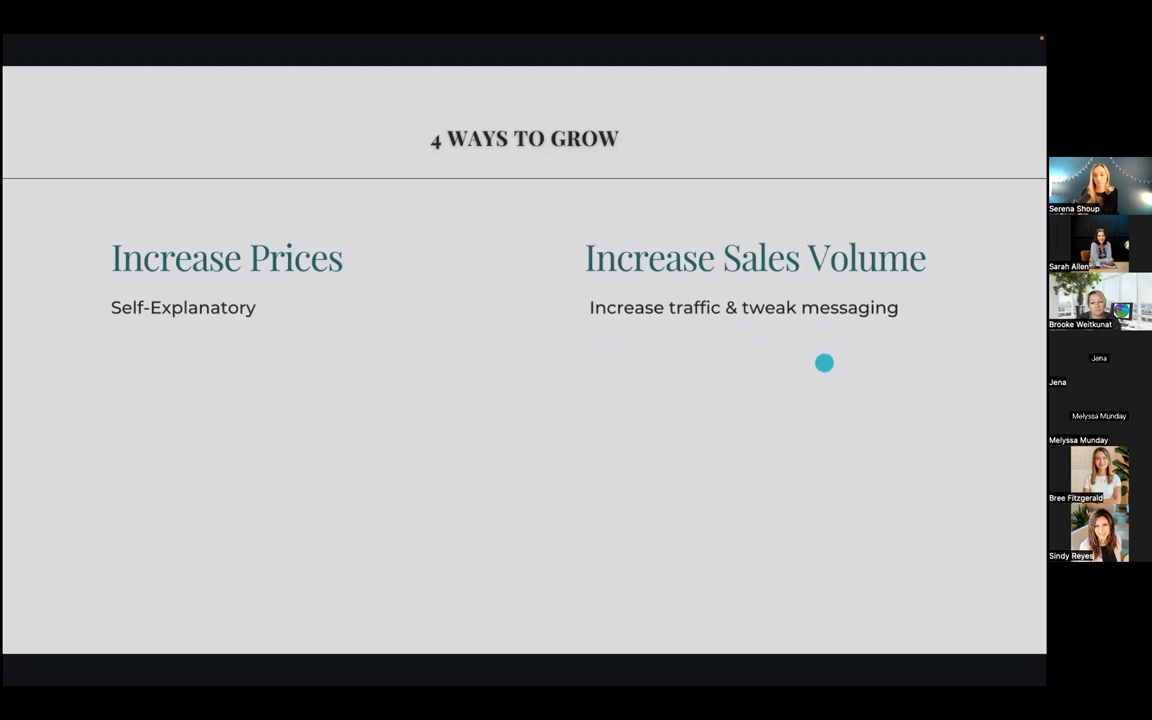 4 WAYS TO GROW
Increase Prices
Self-Explanatory
Increase Sales Volume
Increase traffic & tweak messaging
Serena Shoup
Sarah Allen
Brooke Weitkunat
Jena
Jena
Melyssa Munday
Melyssa Munday
Bree Fitzgerald
Sindy Reyes